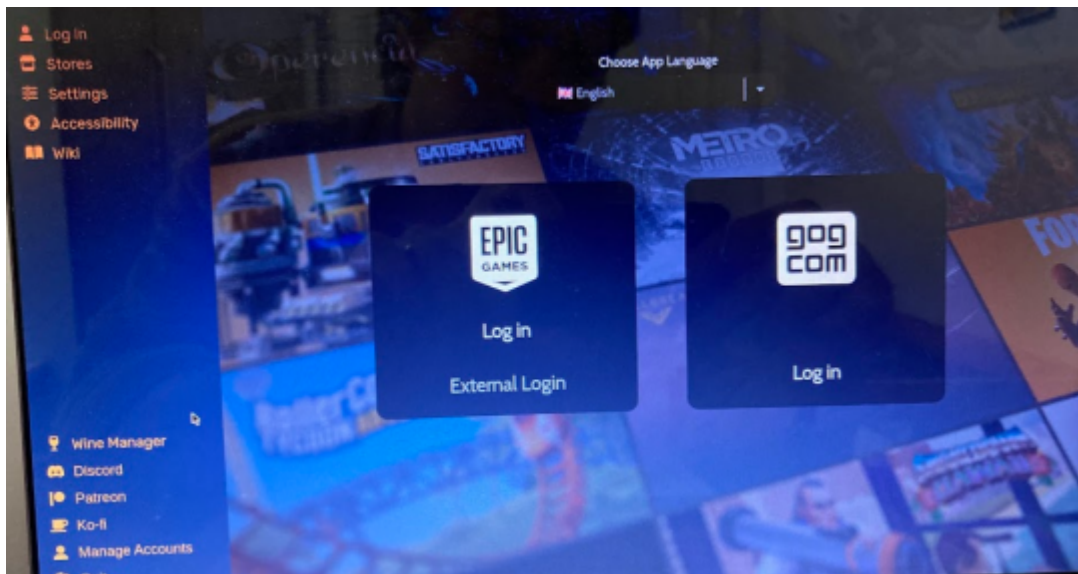 Log in
Stores
Settings
Accessibility
Wiki
Choose App Language
English
SATISFACTORY
METRO
EPIC
GAMES
Log in
External Login
gog
com
Log in
Wine Manager
Discord
Patreon
Ko-fi
Manage Accounts